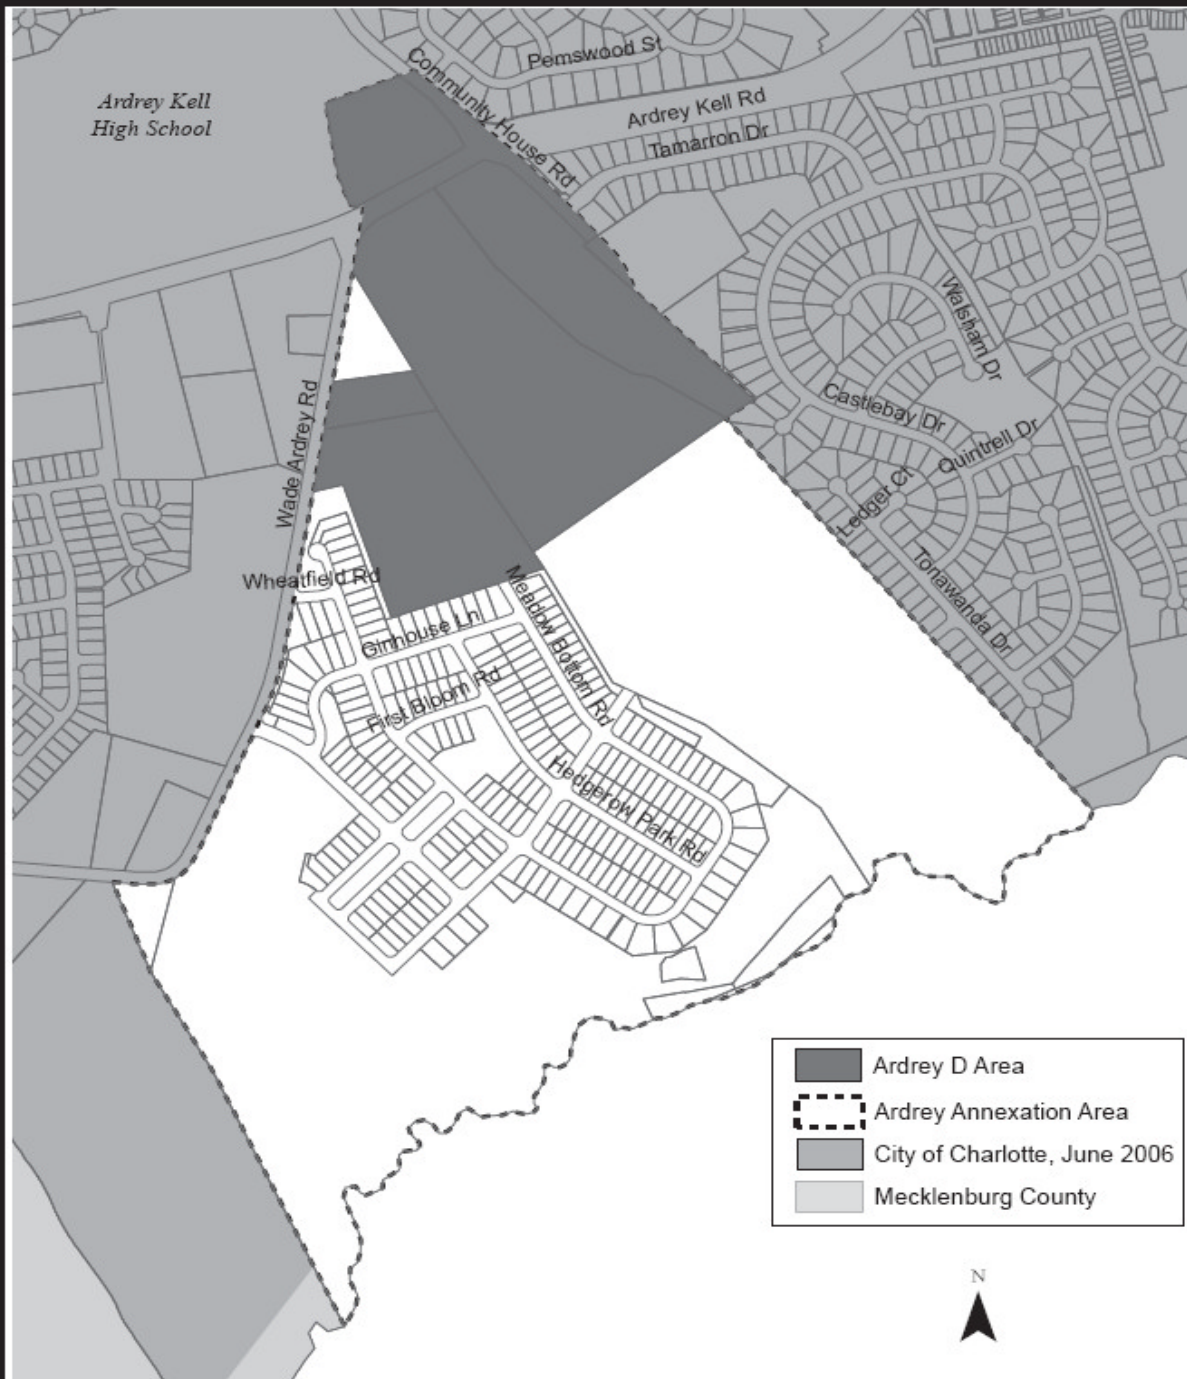 Pemswood St
Community House Rd
Ardrey Kell
High School
Ardrey Kell Rd
Tamarron Dr
Walsham Dr
Wade Ardrey Rd
Castlebay Dr
Quintrell Dr
Ledger Ct
Wheatfield Rd
Tonawanda Dr
Meadow Bottom Rd
Ginhouse Ln
First Bloom Rd
Hedgerow Park Rd
Ardrey D Area
Ardrey Annexation Area
City of Charlotte, June 2006
Mecklenburg County
N